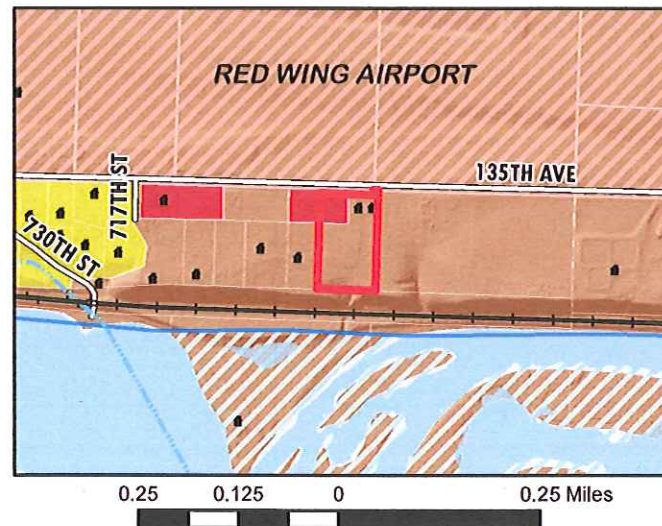 RED WING AIRPORT
135TH AVE
717TH ST
730TH ST
0.25 0.125 0 0.25 Miles